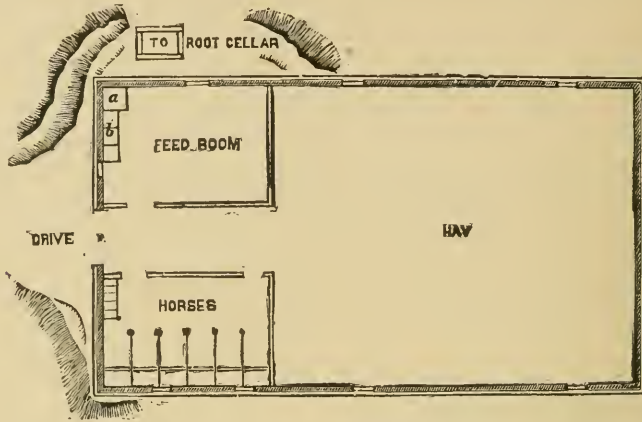 TO ROOT CELLAR
a
b
FEED ROOM
DRIVE
HAY
HORSES